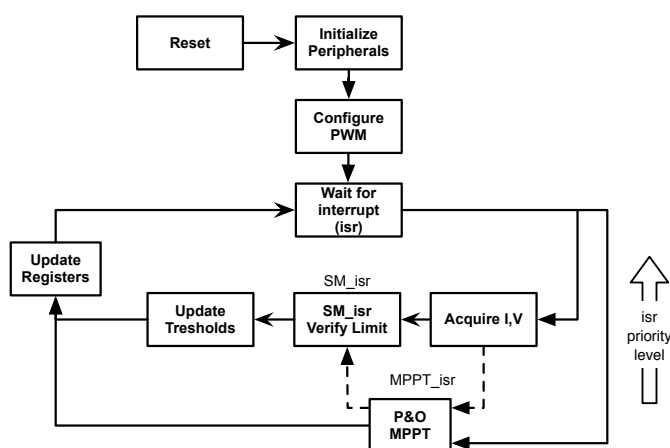 Reset
Initialize
Peripherals
Configure
PWM
Wait for
interrupt
(isr)
Update
Registers
SM_isr
Update
Tresholds
SM_isr
Verify Limit
Acquire I,V
isr
priority
level
MPPT_isr
P&O
MPPT